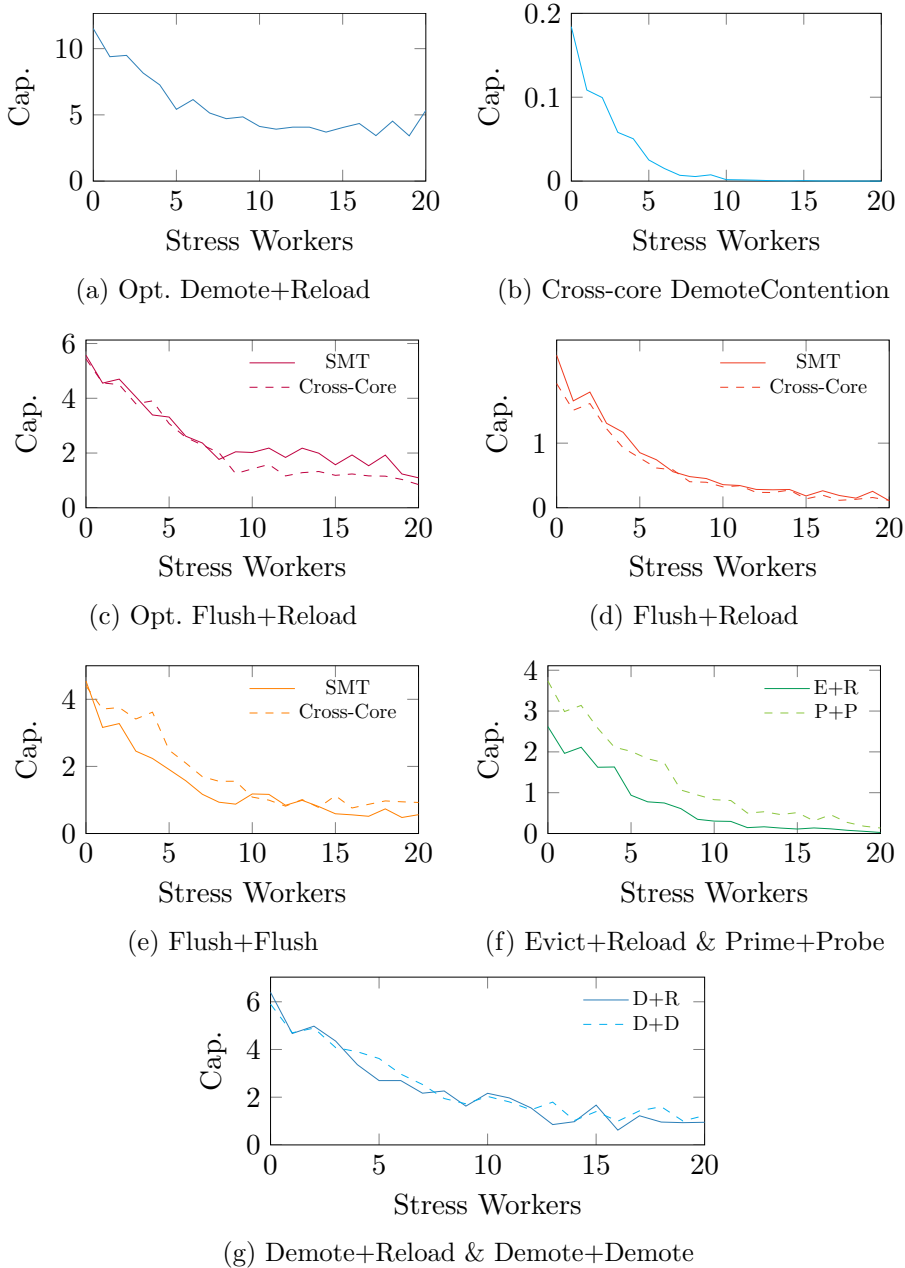 10
5
0
Cap.
0 5 10 15 20
Stress Workers
(a) Opt. Demote+Reload
0.2
0.1
0
Cap.
0 5 10 15 20
Stress Workers
(b) Cross-core DemoteContention
6
4
2
0
Cap.
SMT
Cross-Core
0 5 10 15 20
Stress Workers
(c) Opt. Flush+Reload
1
0
Cap.
SMT
Cross-Core
0 5 10 15 20
Stress Workers
(d) Flush+Reload
4
2
0
Cap.
SMT
Cross-Core
0 5 10 15 20
Stress Workers
(e) Flush+Flush
4
3
2
1
0
Cap.
E+R
P+P
0 5 10 15 20
Stress Workers
(f) Evict+Reload & Prime+Probe
6
4
2
0
Cap.
D+R
D+D
0 5 10 15 20
Stress Workers
(g) Demote+Reload & Demote+Demote